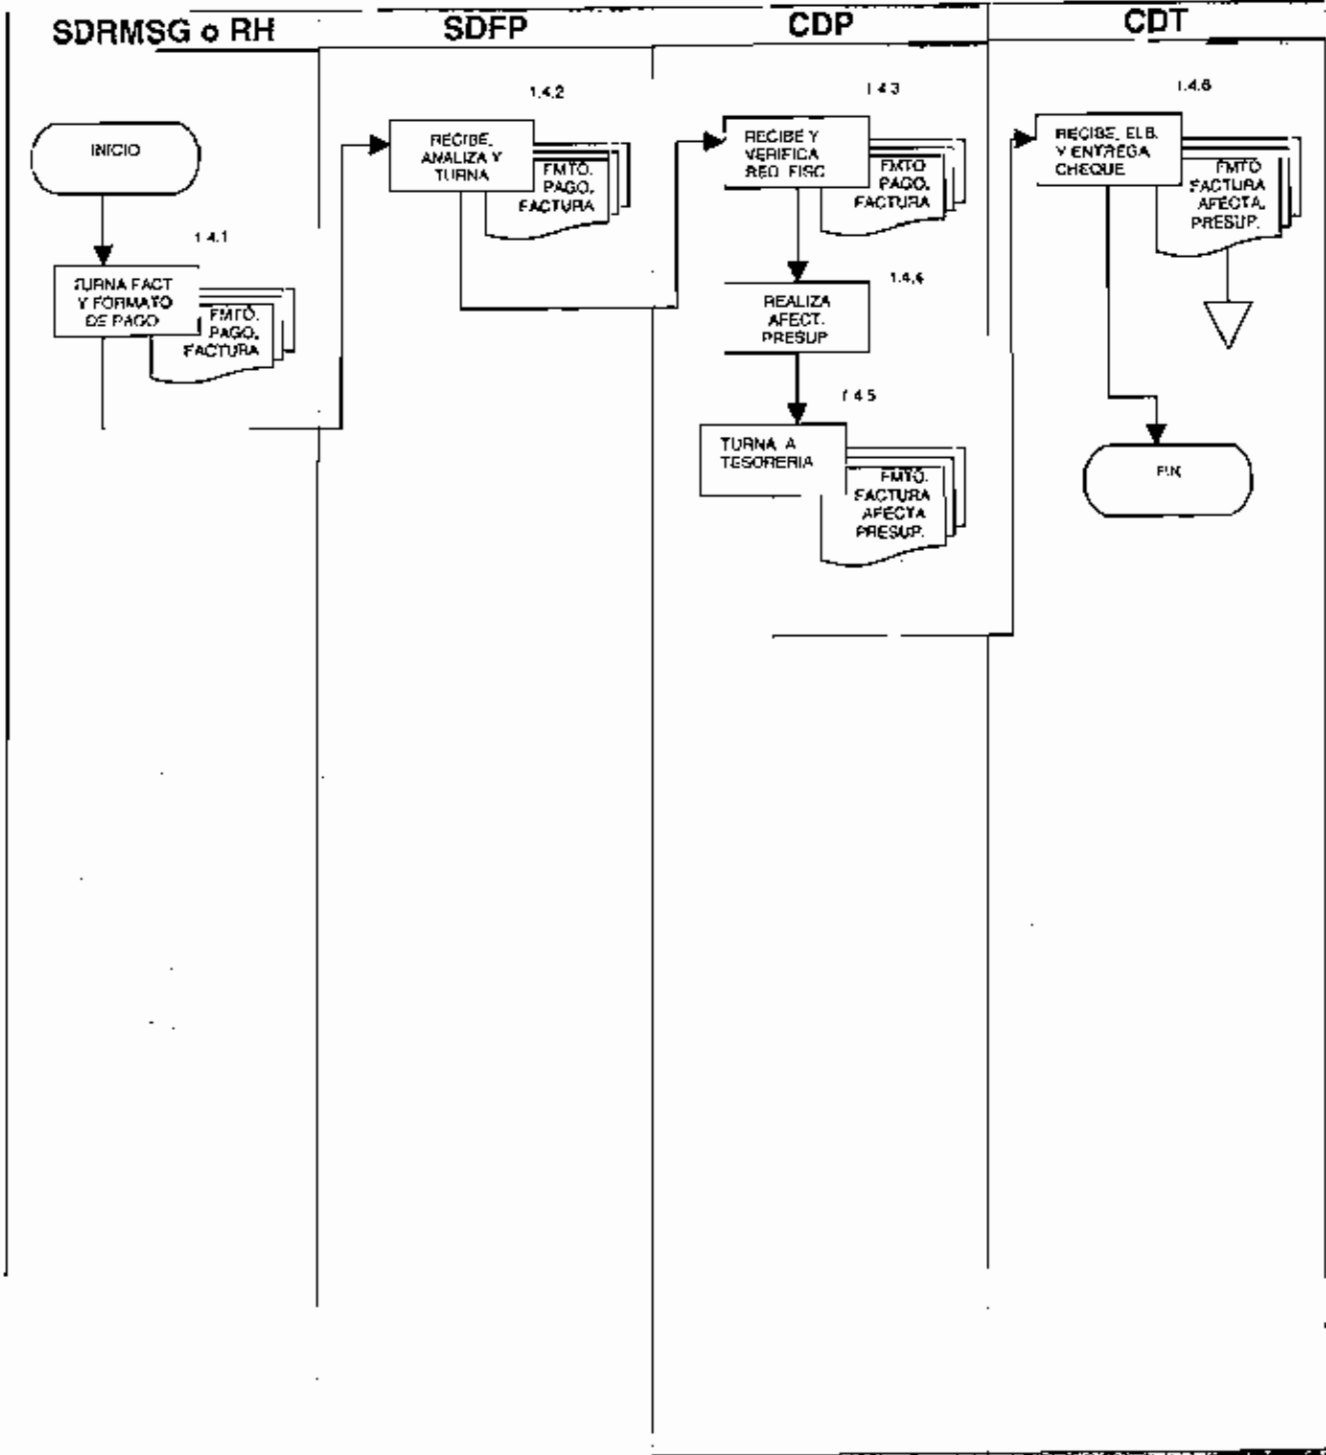 SDRMSG o RH
SDFP
CDP
CDT
INICIO
1.4.1
TURNA FACT
Y FORMATO
DE PAGO
FMTO.
PAGO,
FACTURA
1.4.2
RECIBE,
ANALIZA Y
TURNA
FMTO.
PAGO.
FACTURA
1.4.3
RECIBE Y
VERIFICA
REQ. FISC
FMTO
PAGO,
FACTURA
1.4.4
REALIZA
AFECT.
PRESUP
1.4.5
TURNA A
TESORERIA
FMTO.
FACTURA
AFECTA
PRESUP.
1.4.6
RECIBE, ELB.
Y ENTREGA
CHEQUE
FMTO
FACTURA
AFECTA.
PRESUP.
FIN